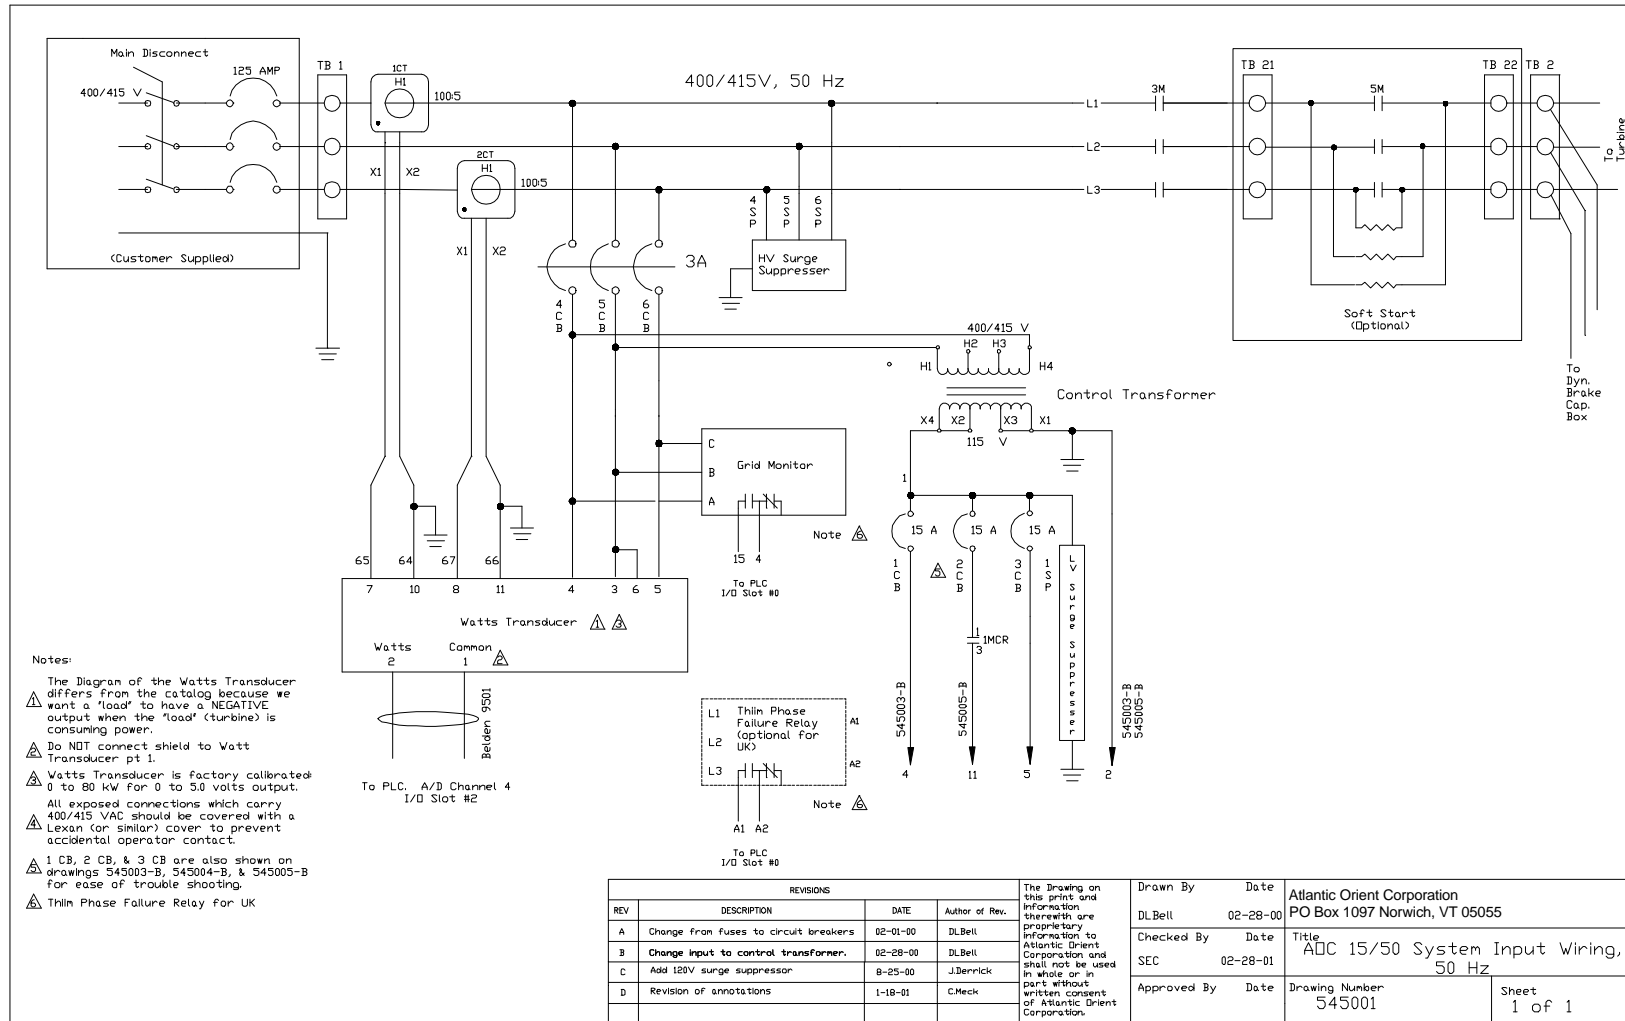 Main Disconnect
400/415 V
125 AMP
(Customer Supplied)
TB 1
1CT
H1
100:5
X1
X2
2CT
H1
100:5
X1
X2
400/415V, 50 Hz
4 SP
5 SP
6 SP
HV Surge
Suppresser
3A
4 CB
5 CB
6 CB
L1
L2
L3
3M
TB 21
5M
TB 22
TB 2
To
Turbine
Soft Start
(Optional)
To
Dyn.
Brake
Cap.
Box
400/415 V
H1
H2
H3
H4
Control Transformer
X4
X2
X3
X1
115 V
1
15 A
15 A
15 A
1 CB
5
2 CB
3 CB
1 SP
LV Surge Suppresser
1
1MCR
3
545003-B
545005-B
545003-B
545005-B
4
11
5
2
C
B
A
Grid Monitor
15 4
To PLC
I/O Slot #0
Note 6
65
64
67
66
7
10
8
11
4
3
6
5
Watts Transducer 1 3
Watts
2
Common
1
2
Belden 9501
To PLC. A/D Channel 4
I/O Slot #2
L1
L2
L3
Thiim Phase
Failure Relay
(optional for
UK)
A1
A2
Note 6
A1 A2
To PLC
I/O Slot #0
Notes:
1 The Diagram of the Watts Transducer
differs from the catalog because we
want a "load" to have a NEGATIVE
output when the "load" (turbine) is
consuming power.
2 Do NOT connect shield to Watt
Transducer pt 1.
3 Watts Transducer is factory calibrated:
0 to 80 kW for 0 to 5.0 volts output.
4 All exposed connections which carry
400/415 VAC should be covered with a
Lexan (or similar) cover to prevent
accidental operator contact.
5 1 CB, 2 CB, & 3 CB are also shown on
drawings 545003-B, 545004-B, & 545005-B
for ease of trouble shooting.
6 Thiim Phase Failure Relay for UK
REVISIONS
REV DESCRIPTION DATE Author of Rev.
A Change from fuses to circuit breakers 02-01-00 DLBell
B Change input to control transformer. 02-28-00 DLBell
C Add 120V surge suppressor 8-25-00 J.Derrick
D Revision of annotations 1-18-01 C.Meck
The Drawing on
this print and
information
therewith are
proprietary
information to
Atlantic Orient
Corporation and
shall not be used
in whole or in
part without
written consent
of Atlantic Orient
Corporation.
Drawn By Date
DLBell 02-28-00
Checked By Date
SEC 02-28-01
Approved By Date
Atlantic Orient Corporation
PO Box 1097 Norwich, VT 05055
Title
AOC 15/50 System Input Wiring,
50 Hz
Drawing Number
545001
Sheet
1 of 1